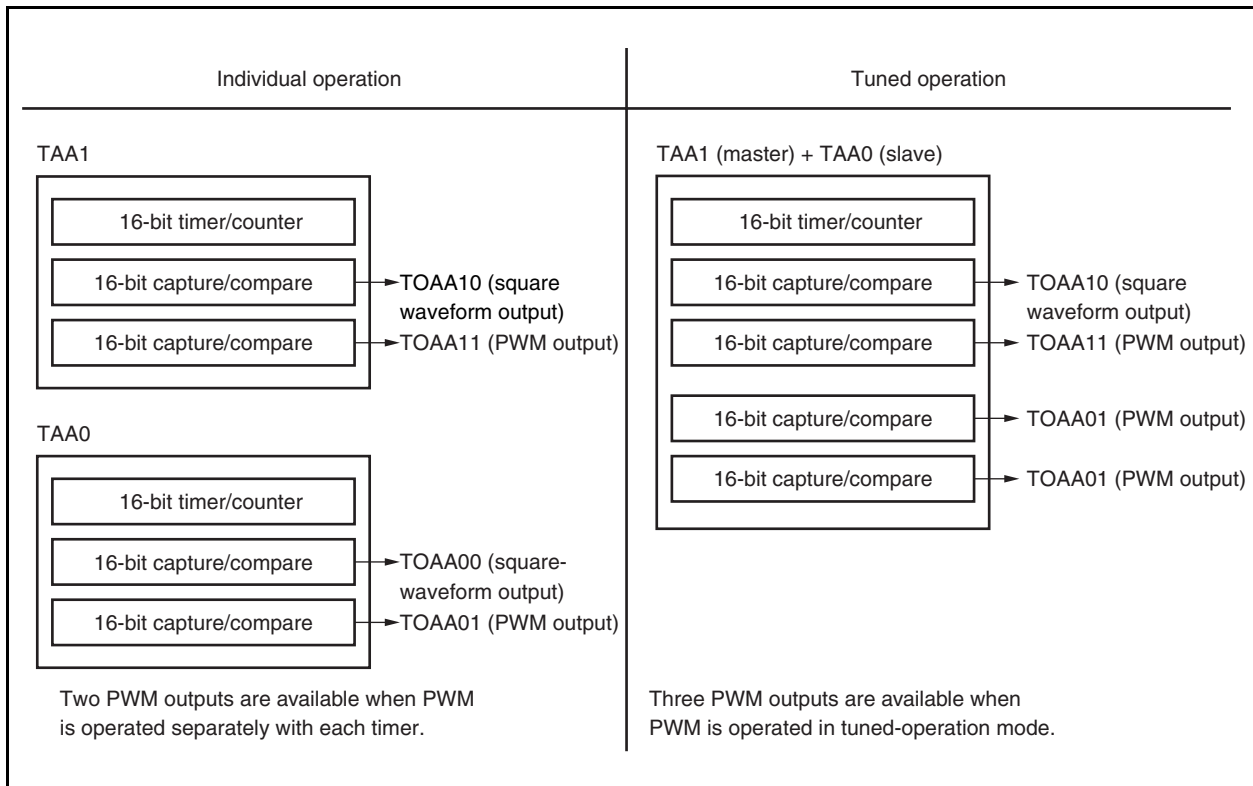 Individual operation
TAA1
16-bit timer/counter
16-bit capture/compare
TOAA10 (square
waveform output)
16-bit capture/compare
TOAA11 (PWM output)
TAA0
16-bit timer/counter
16-bit capture/compare
TOAA00 (square-
waveform output)
16-bit capture/compare
TOAA01 (PWM output)
Two PWM outputs are available when PWM
is operated separately with each timer.
Tuned operation
TAA1 (master) + TAA0 (slave)
16-bit timer/counter
16-bit capture/compare
TOAA10 (square
waveform output)
16-bit capture/compare
TOAA11 (PWM output)
16-bit capture/compare
TOAA01 (PWM output)
16-bit capture/compare
TOAA01 (PWM output)
Three PWM outputs are available when
PWM is operated in tuned-operation mode.